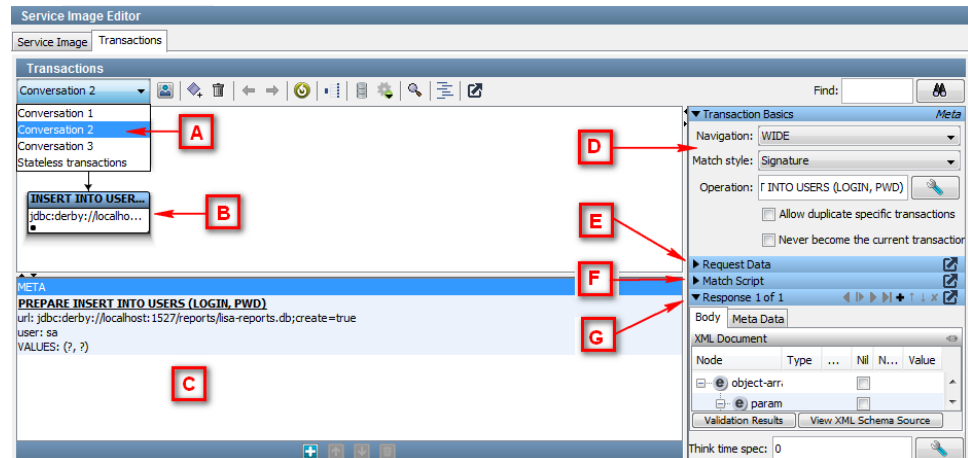 Service Image Editor
Service Image Transactions
Transactions
Conversation 2
Find:
Conversation 1
Conversation 2
Conversation 3
Stateless transactions
A
INSERT INTO USER...
jdbc:derby://localho...
B
META
PREPARE INSERT INTO USERS (LOGIN, PWD)
url: jdbc:derby://localhost:1527/reports/lisa-reports.db;create=true
user: sa
VALUES: (?, ?)
C
D
E
F
G
Transaction Basics Meta
Navigation: WIDE
Match style: Signature
Operation: T INTO USERS (LOGIN, PWD)
Allow duplicate specific transactions
Never become the current transaction
Request Data
Match Script
Response 1 of 1
Body Meta Data
XML Document
Node Type ... Nil N... Value
e object-arra
e param
Validation Results View XML Schema Source
Think time spec: 0